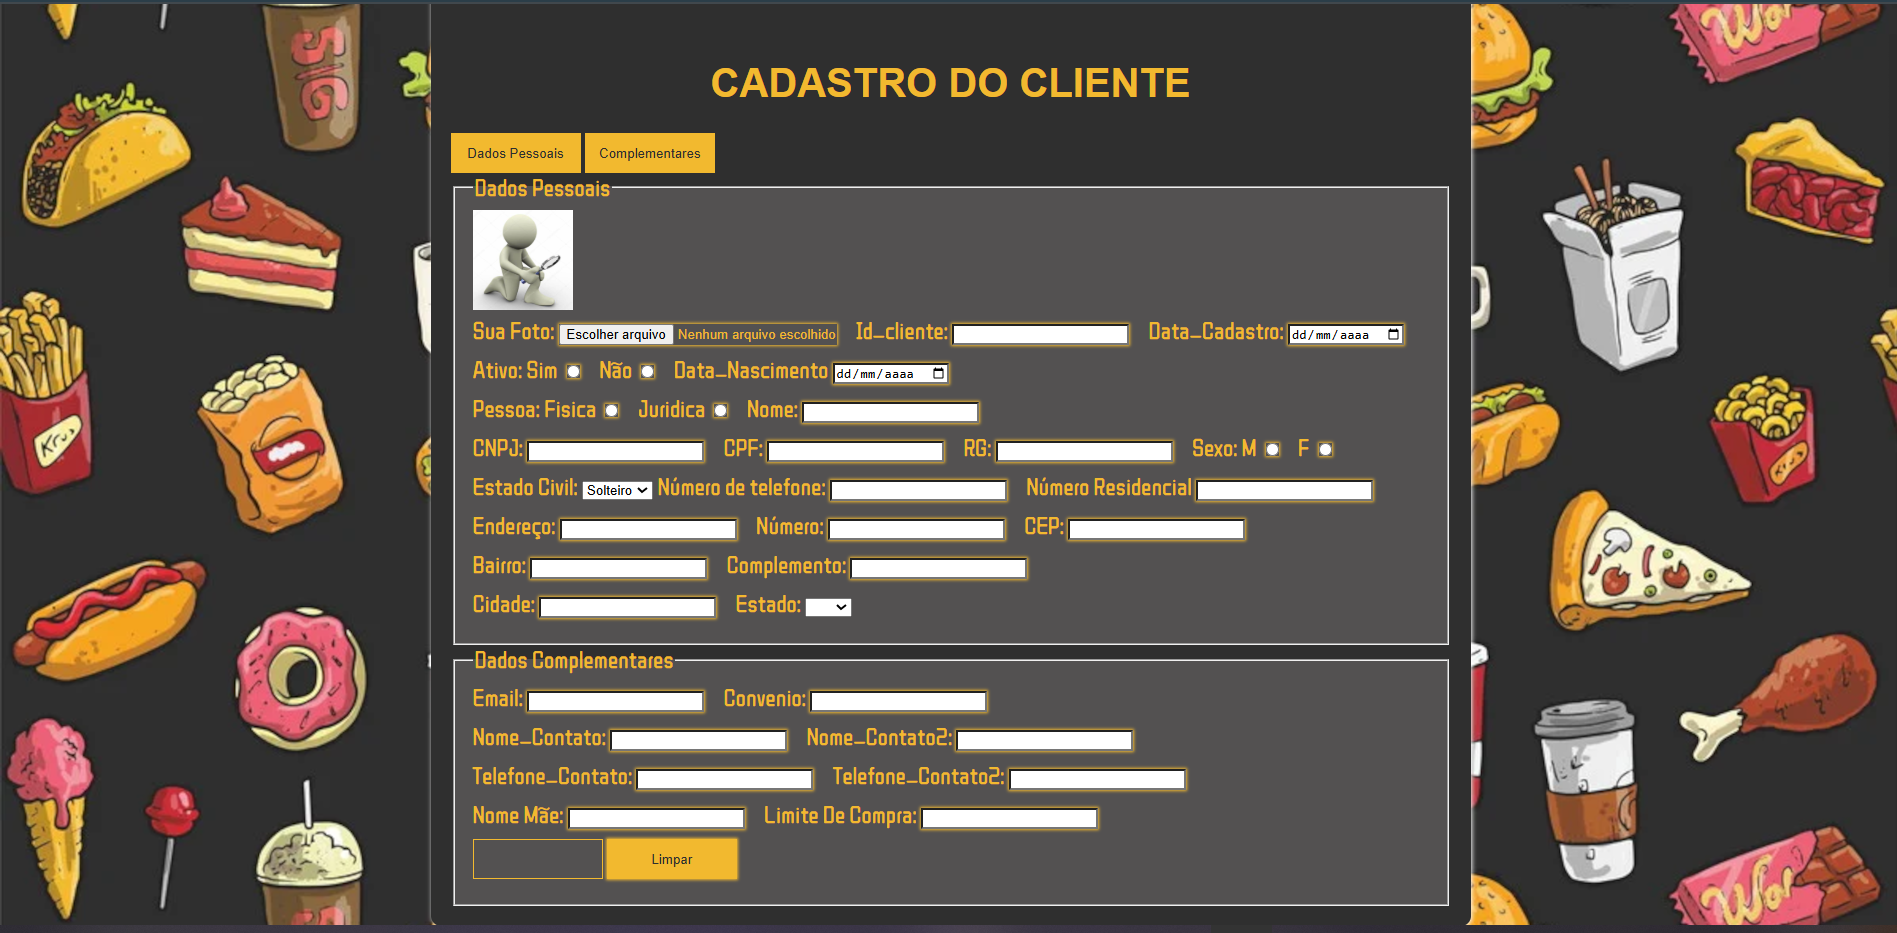 CADASTRO DO CLIENTE
Dados Pessoais Complementares
Dados Pessoais
Sua Foto: Escolher arquivo Nenhum arquivo escolhido Id_cliente: Data_Cadastro: dd/mm/aaaa
Ativo: Sim Não Data_Nascimento dd/mm/aaaa
Pessoa: Fisica Juridica Nome:
CNPJ: CPF: RG: Sexo: M F
Estado Civil: Solteiro Número de telefone: Número Residencial
Endereço: Número: CEP:
Bairro: Complemento:
Cidade: Estado:
Dados Complementares
Email: Convenio:
Nome_Contato: Nome_Contato2:
Telefone_Contato: Telefone_Contato2:
Nome Mãe: Limite De Compra:
Limpar